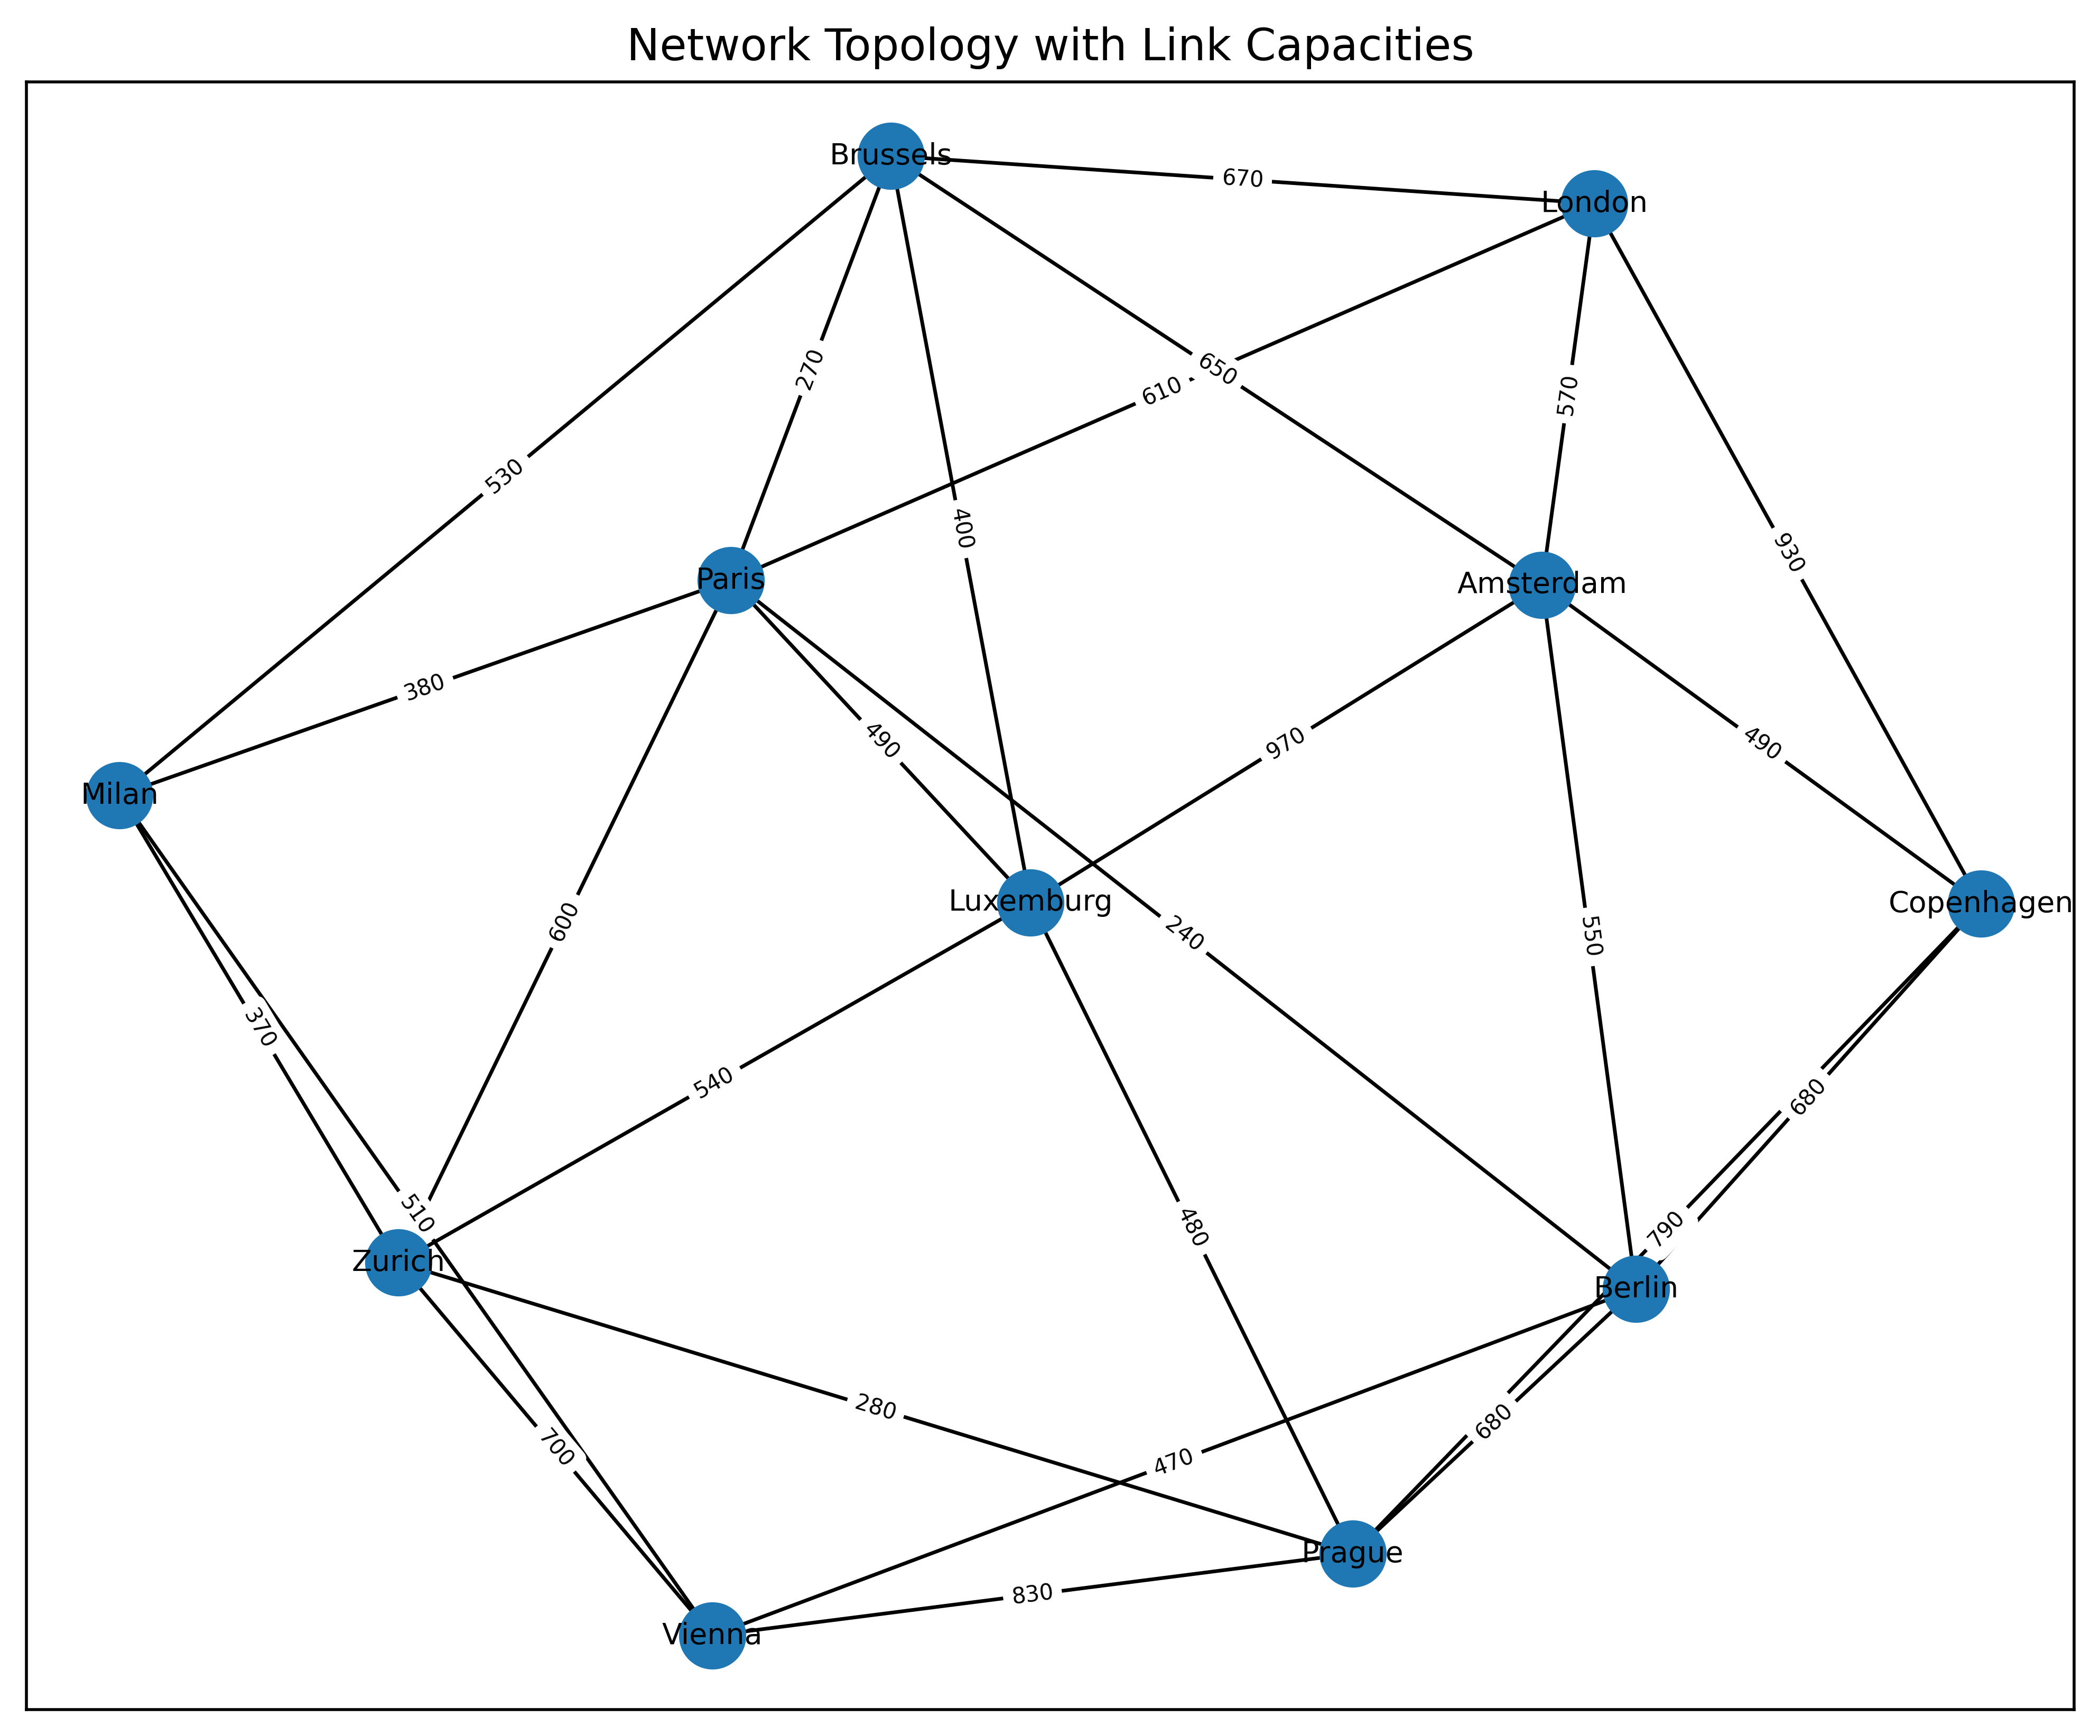 Network Topology with Link Capacities
Brussels
670
London
270
650
610
570
530
400
930
Paris
Amsterdam
380
490
970
490
Milan
Luxemburg
Copenhagen
600
240
550
370
540
680
510
480
790
Zurich
Berlin
280
680
700
470
Prague
830
Vienna